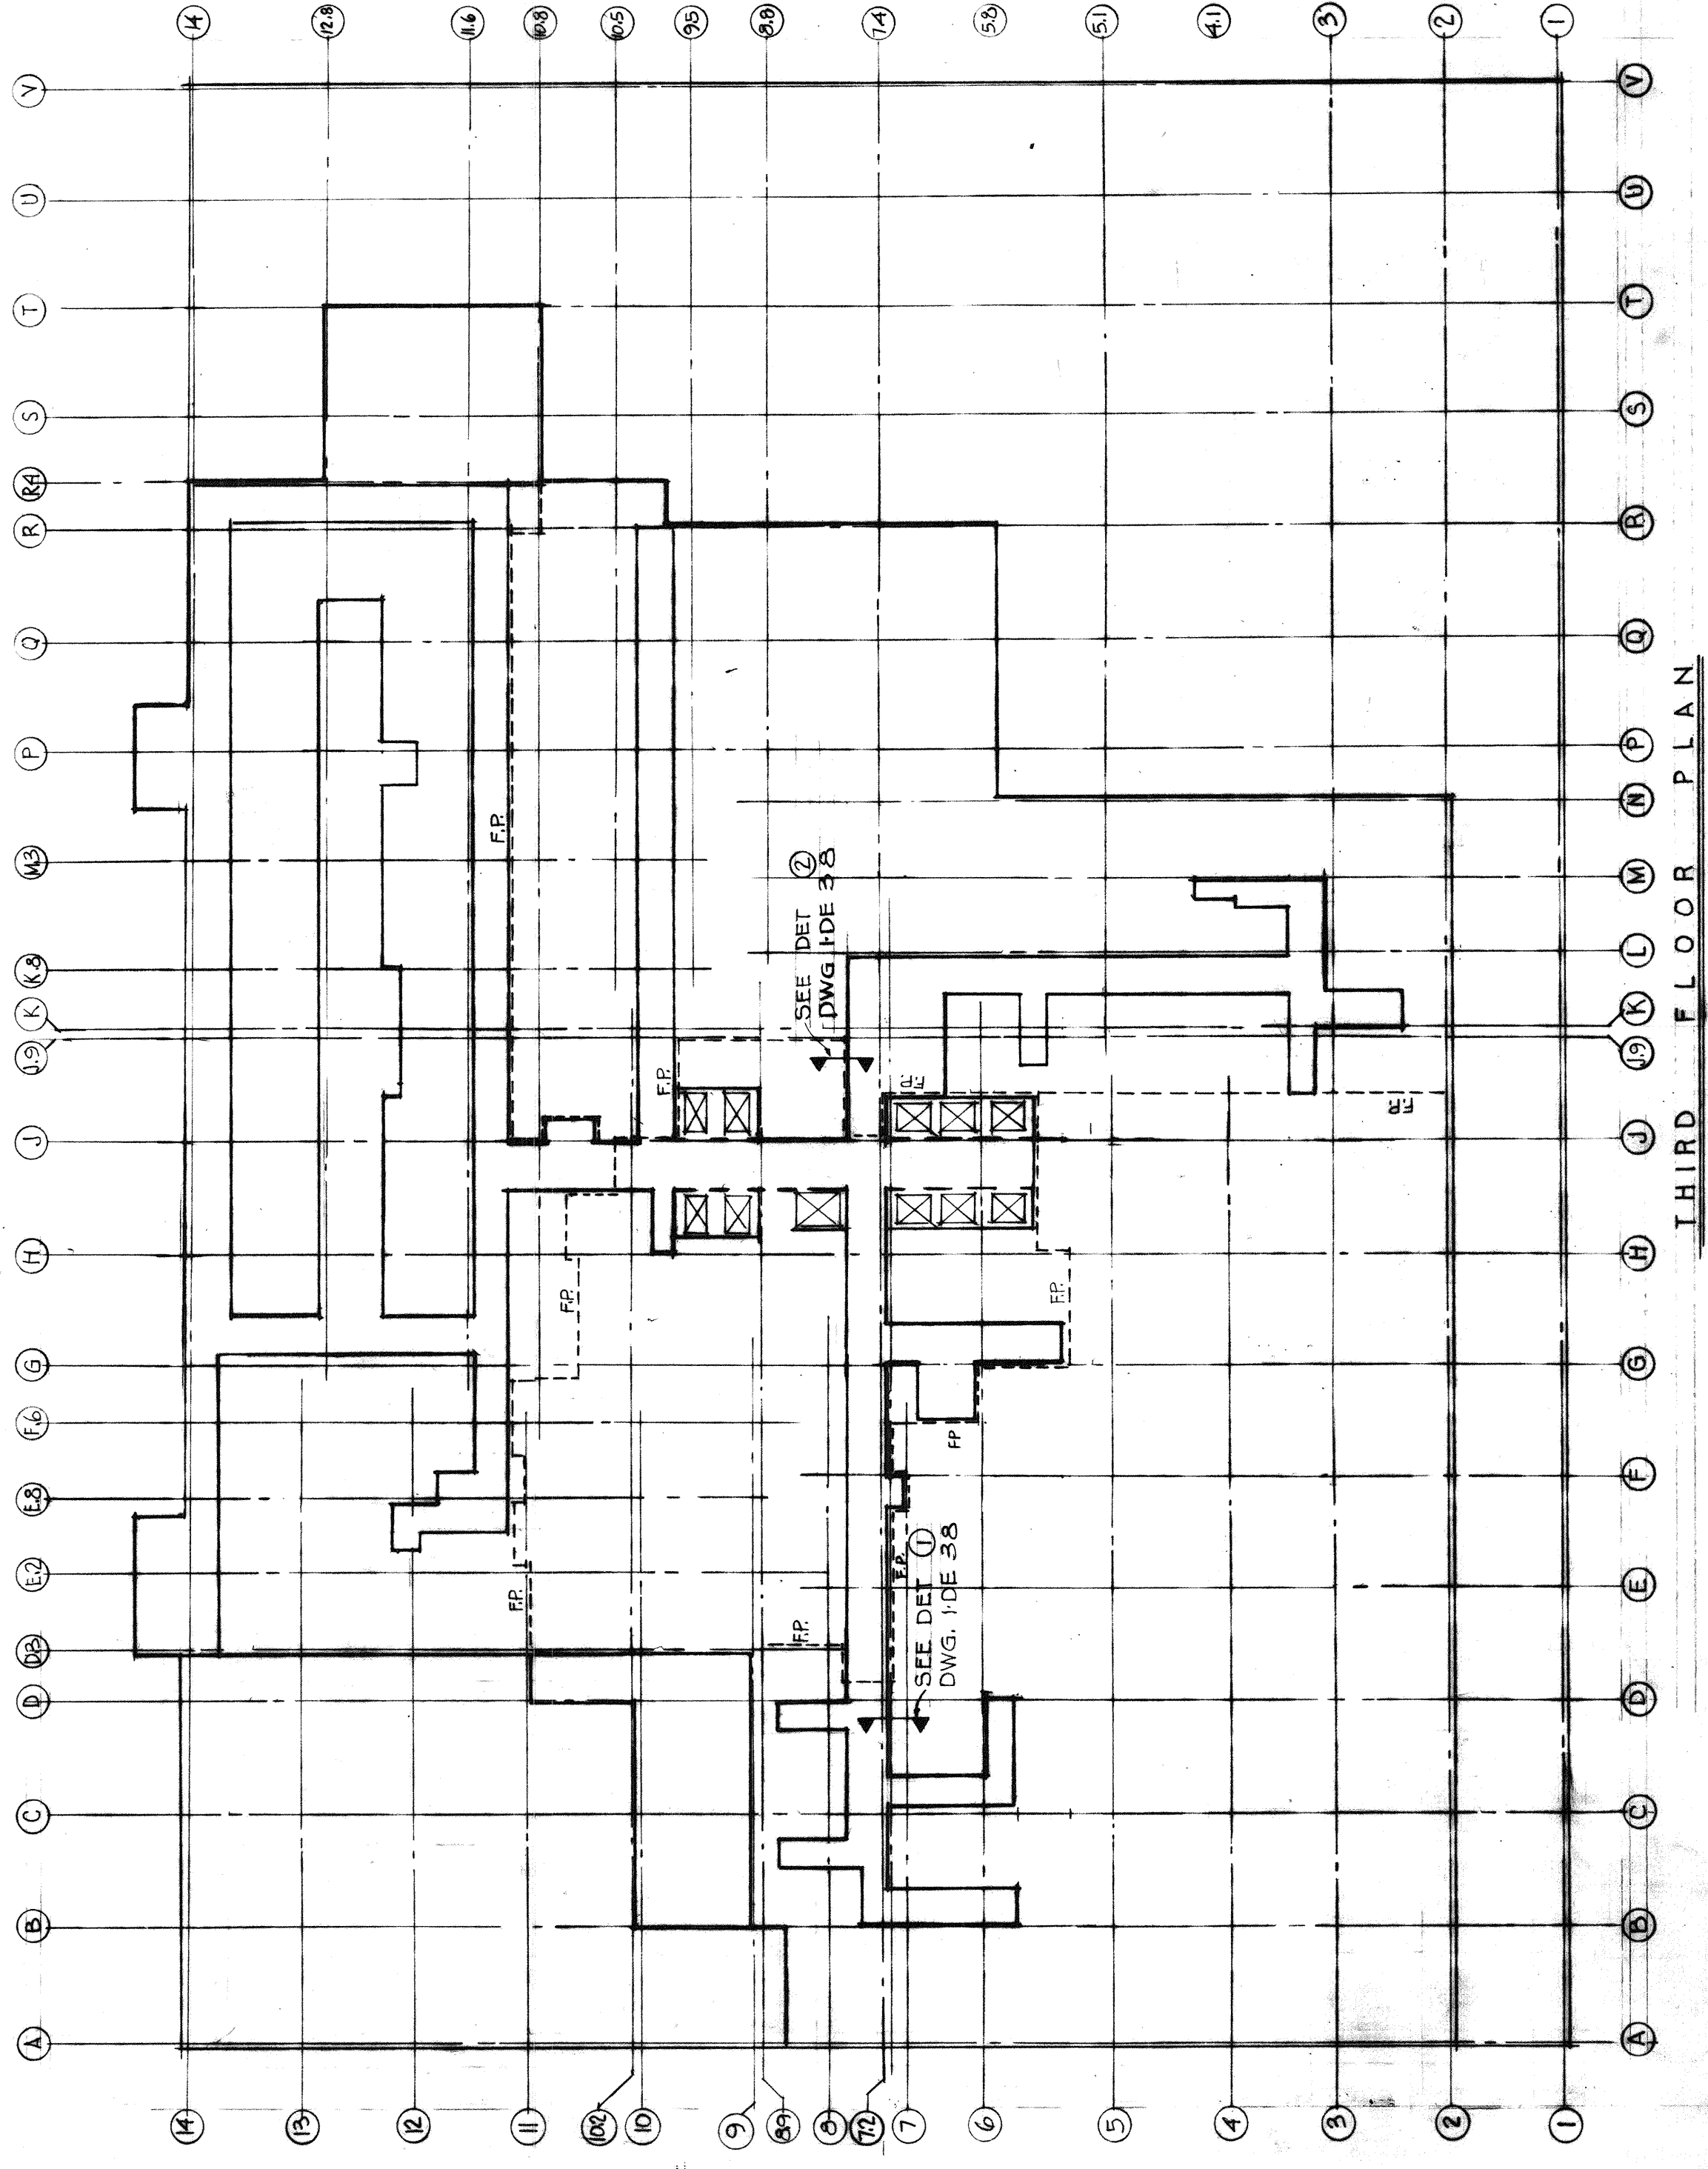 14
12.8
11.6
10.8
10.5
9.5
8.8
7.4
5.8
5.1
4.1
3
2
1
V
U
T
S
R.4
R
Q
P
M.3
K.8
K
J.9
J
H
G
F.6
E.8
E.2
D.3
D
C
B
A
V
U
T
S
R
Q
P
N
M
L
K
J.9
J
H
G
F
E
D
C
B
A
14
13
12
11
10.2
10
9
8.9
8
7.2
7
6
5
4
3
2
1
F.P.
F.P.
F.P.
F.P.
F.P.
F.P.
F.P.
F.P.
F.P.
FP
F.P.
SEE DET 2
DWG 1-DE 38
SEE DET 1
DWG. 1-DE 38
THIRD FLOOR PLAN